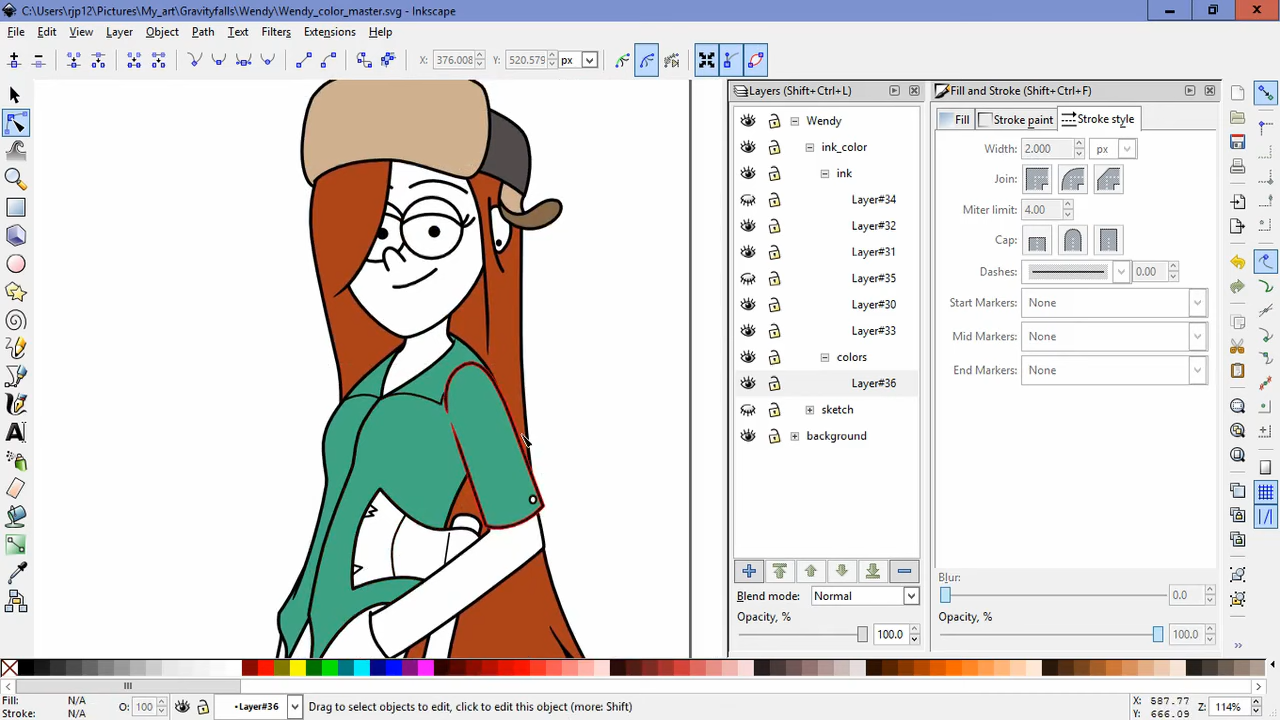 C:\Users\rjp12\Pictures\My_art\Gravityfalls\Wendy\Wendy_color_master.svg - Inkscape
File Edit View Layer Object Path Text Filters Extensions Help
X: 376.008 Y: 520.579 px
Layers (Shift+Ctrl+L)
Wendy
ink_color
ink
Layer#34
Layer#32
Layer#31
Layer#35
Layer#30
Layer#33
colors
Layer#36
sketch
background
Blend mode: Normal
Opacity, % 100.0
Fill and Stroke (Shift+Ctrl+F)
Fill Stroke paint Stroke style
Width: 2.000 px
Join:
Miter limit: 4.00
Cap:
Dashes: 0.00
Start Markers: None
Mid Markers: None
End Markers: None
Blur:
0.0
Opacity, %
100.0
Fill: N/A
Stroke: N/A
O: 100
•Layer#36
Drag to select objects to edit, click to edit this object (more: Shift)
X: 587.77
Y: 666.09
Z: 114%